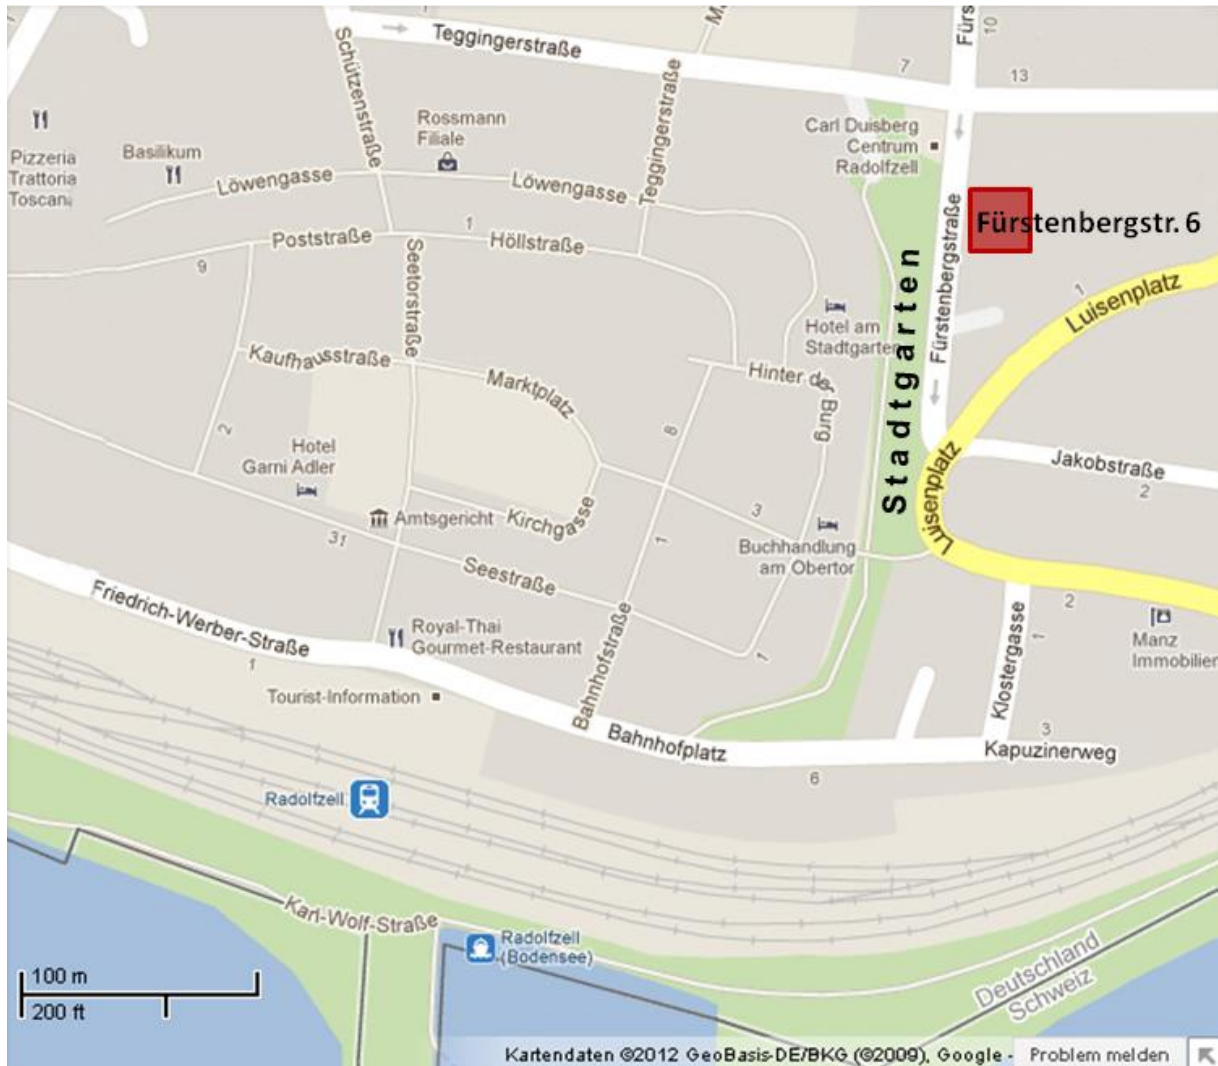 Fürs
10
Teggingerstraße
7
13
Schützenstraße
Teggingerstraße
Rossmann
Filiale
Carl Duisberg
Centrum
Radolfzell
Pizzeria
Trattoria
Toscana
Basilikum
Löwengasse
Löwengasse
Fürstenbergstraße
Fürstenbergstr. 6
Poststraße
1
Höllstraße
9
Seetorstraße
Stadtgarten
1
Luisenplatz
Hotel am
Stadtgarten
Kaufhausstraße
Marktplatz
Hinter der Burg
2
8
Hotel
Garni Adler
Luisenplatz
Jakobstraße
2
Amtsgericht
Kirchgasse
3
31
1
Buchhandlung
am Obertor
Luisenplatz
Seestraße
Friedrich-Werber-Straße
1
Royal-Thai
Gourmet-Restaurant
Bahnhofstraße
1
2
Klostergasse
1
Manz
Immobilien
Tourist-Information
Bahnhofplatz
3
Kapuzinerweg
6
Radolfzell
Karl-Wolf-Straße
Radolfzell
(Bodensee)
Deutschland
Schweiz
100 m
200 ft
Kartendaten ©2012 GeoBasis-DE/BKG (©2009), Google - Problem melden